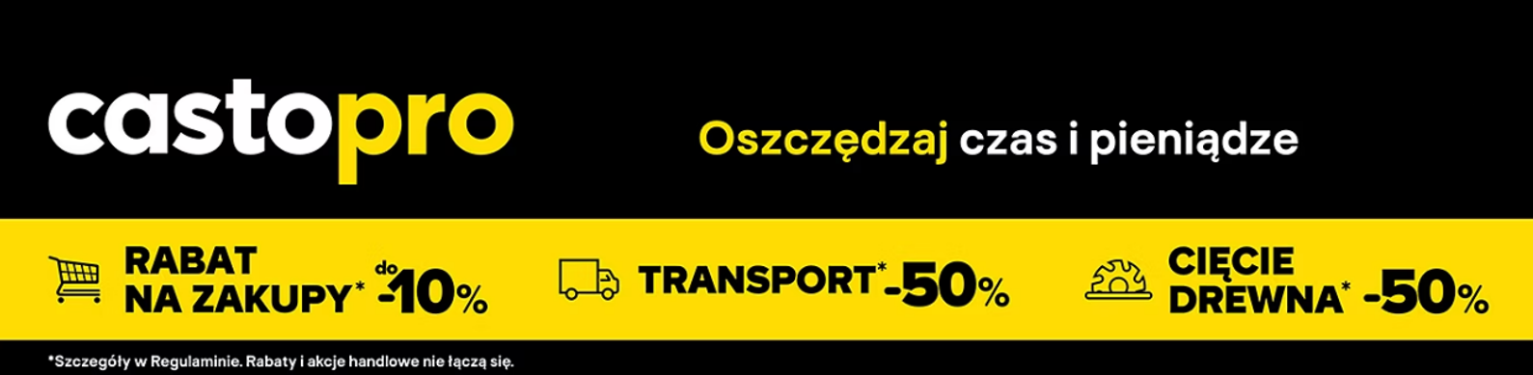 castopro
Oszczędzaj czas i pieniądze
RABAT
NA ZAKUPY* do -10%
TRANSPORT* -50%
CIĘCIE
DREWNA* -50%
*Szczegóły w Regulaminie. Rabaty i akcje handlowe nie łączą się.